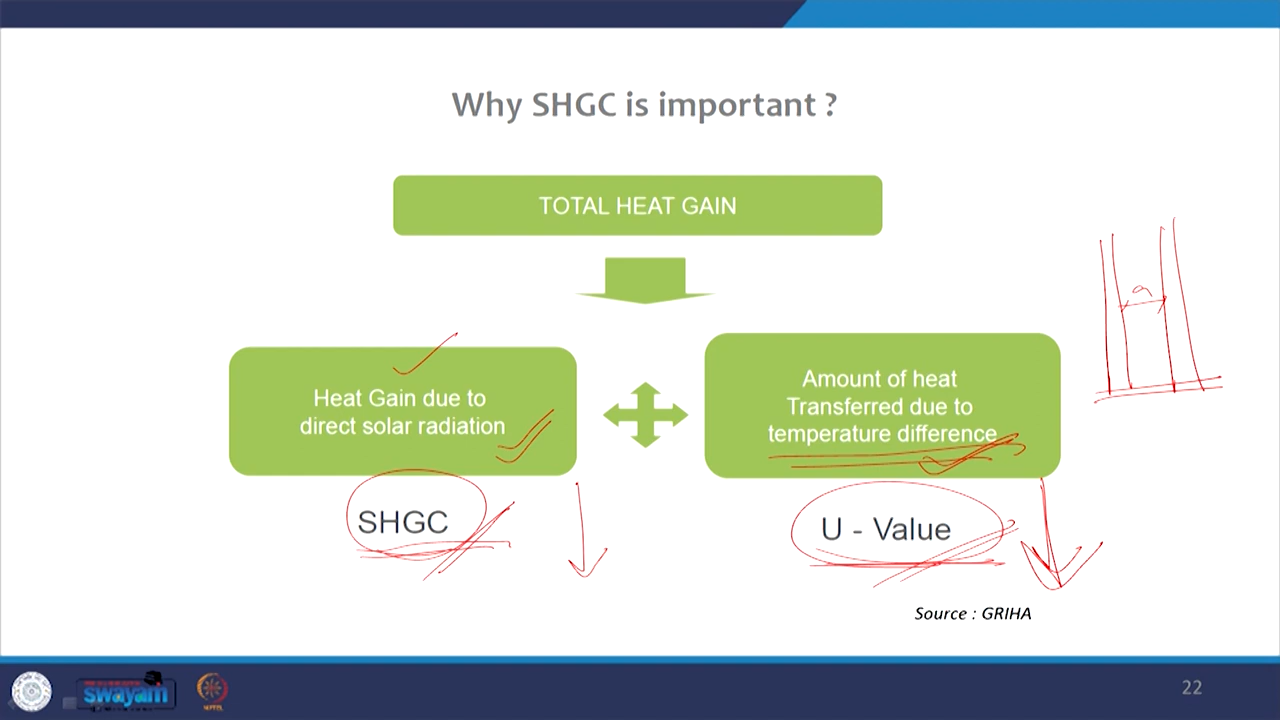 Why SHGC is important ?
TOTAL HEAT GAIN
Heat Gain due to
direct solar radiation
Amount of heat
Transferred due to
temperature difference
SHGC
U - Value
Source : GRIHA
swayam
22